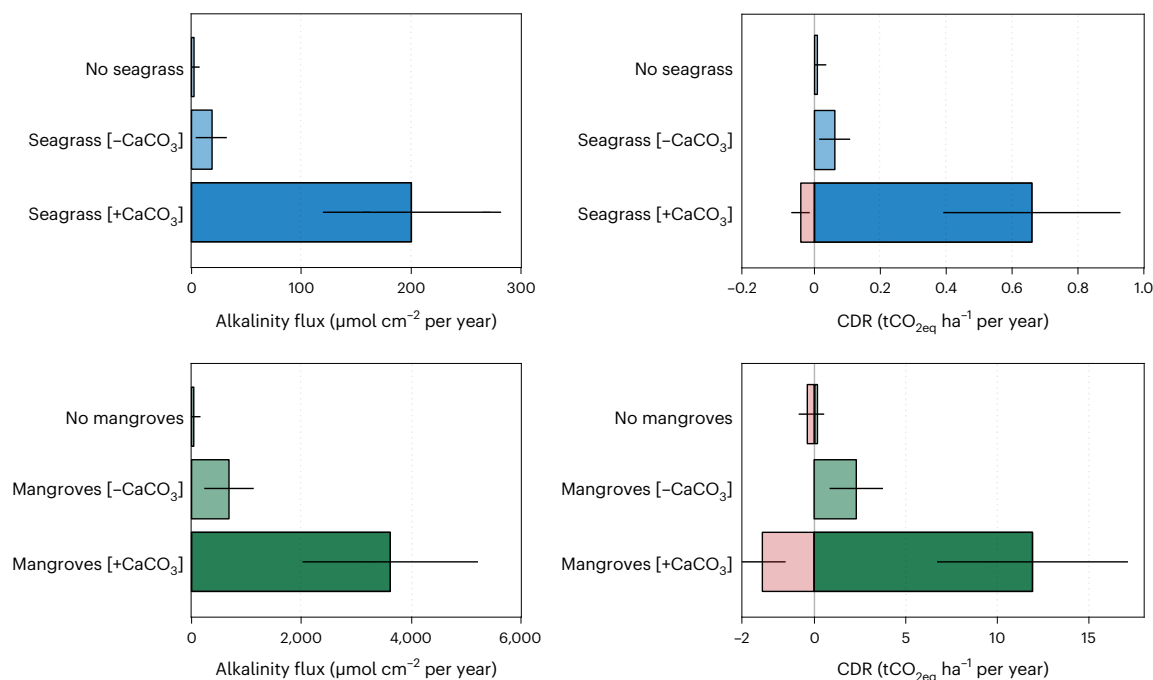 No seagrass
Seagrass [–CaCO₃]
Seagrass [+CaCO₃]
0 100 200 300
Alkalinity flux (µmol cm⁻² per year)
No seagrass
Seagrass [–CaCO₃]
Seagrass [+CaCO₃]
–0.2 0 0.2 0.4 0.6 0.8 1.0
CDR (tCO₂eq ha⁻¹ per year)
No mangroves
Mangroves [–CaCO₃]
Mangroves [+CaCO₃]
0 2,000 4,000 6,000
Alkalinity flux (µmol cm⁻² per year)
No mangroves
Mangroves [–CaCO₃]
Mangroves [+CaCO₃]
–2 0 5 10 15
CDR (tCO₂eq ha⁻¹ per year)